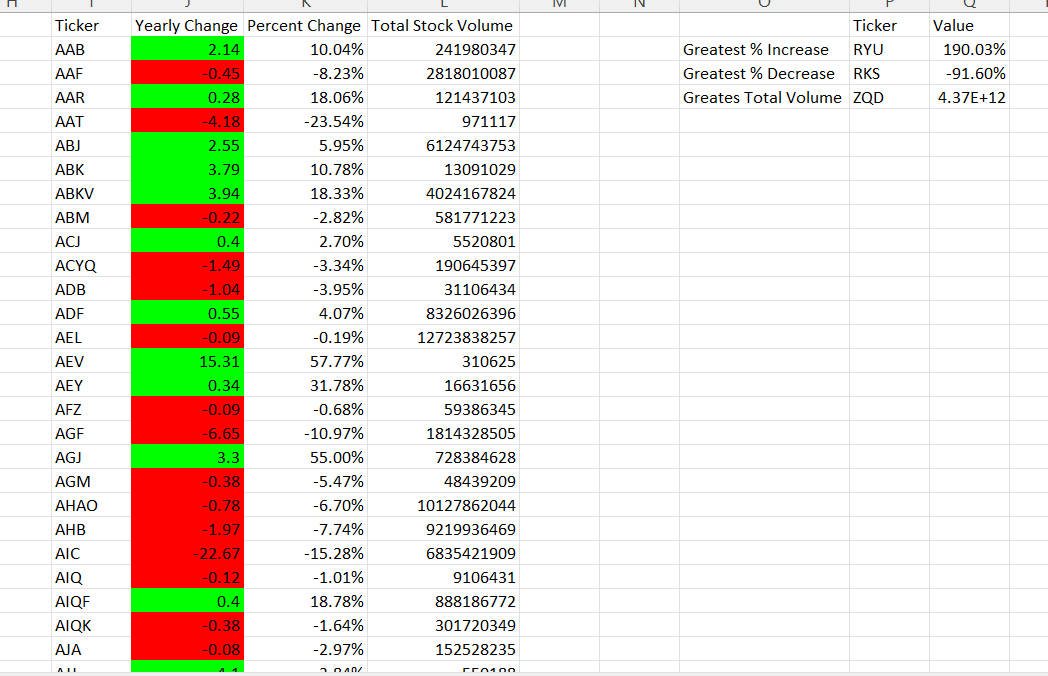 H I J K L M N O P Q
Ticker Yearly Change Percent Change Total Stock Volume Ticker Value
AAB 2.14 10.04% 241980347 Greatest % Increase RYU 190.03%
AAF -0.45 -8.23% 2818010087 Greatest % Decrease RKS -91.60%
AAR 0.28 18.06% 121437103 Greates Total Volume ZQD 4.37E+12
AAT -4.18 -23.54% 971117
ABJ 2.55 5.95% 6124743753
ABK 3.79 10.78% 13091029
ABKV 3.94 18.33% 4024167824
ABM -0.22 -2.82% 581771223
ACJ 0.4 2.70% 5520801
ACYQ -1.49 -3.34% 190645397
ADB -1.04 -3.95% 31106434
ADF 0.55 4.07% 8326026396
AEL -0.09 -0.19% 12723838257
AEV 15.31 57.77% 310625
AEY 0.34 31.78% 16631656
AFZ -0.09 -0.68% 59386345
AGF -6.65 -10.97% 1814328505
AGJ 3.3 55.00% 728384628
AGM -0.38 -5.47% 48439209
AHAO -0.78 -6.70% 10127862044
AHB -1.97 -7.74% 9219936469
AIC -22.67 -15.28% 6835421909
AIQ -0.12 -1.01% 9106431
AIQF 0.4 18.78% 888186772
AIQK -0.38 -1.64% 301720349
AJA -0.08 -2.97% 152528235